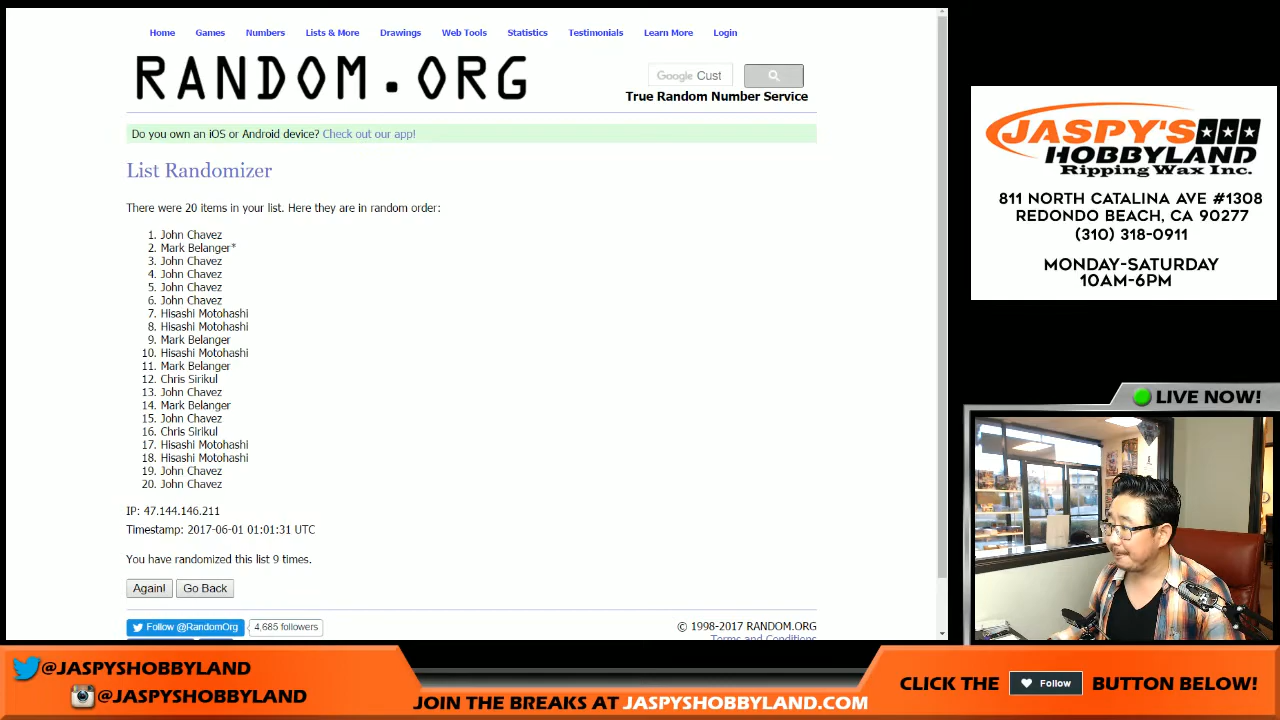 Home Games Numbers Lists & More Drawings Web Tools Statistics Testimonials Learn More Login
RANDOM.ORG
Google Cust
True Random Number Service
Do you own an iOS or Android device? Check out our app!
List Randomizer
There were 20 items in your list. Here they are in random order:
1. John Chavez
2. Mark Belanger*
3. John Chavez
4. John Chavez
5. John Chavez
6. John Chavez
7. Hisashi Motohashi
8. Hisashi Motohashi
9. Mark Belanger
10. Hisashi Motohashi
11. Mark Belanger
12. Chris Sirikul
13. John Chavez
14. Mark Belanger
15. John Chavez
16. Chris Sirikul
17. Hisashi Motohashi
18. Hisashi Motohashi
19. John Chavez
20. John Chavez
IP: 47.144.146.211
Timestamp: 2017-06-01 01:01:31 UTC
You have randomized this list 9 times.
Again! Go Back
Follow @RandomOrg 4,685 followers
© 1998-2017 RANDOM.ORG
Terms and Conditions
JASPY'S
HOBBYLAND
Ripping Wax Inc.
811 NORTH CATALINA AVE #1308
REDONDO BEACH, CA 90277
(310) 318-0911
MONDAY-SATURDAY
10AM-6PM
LIVE NOW!
@JASPYSHOBBYLAND
@JASPYSHOBBYLAND
JOIN THE BREAKS AT JASPYSHOBBYLAND.COM
CLICK THE Follow BUTTON BELOW!